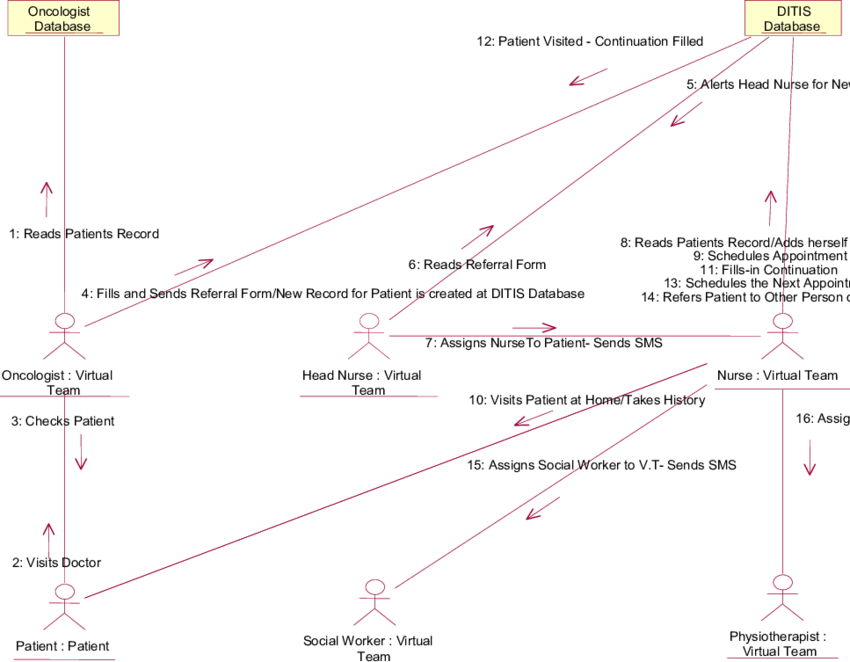 Oncologist
Database
DITIS
Database
12: Patient Visited - Continuation Filled
5: Alerts Head Nurse for New
1: Reads Patients Record
8: Reads Patients Record/Adds herself
6: Reads Referral Form
9: Schedules Appointment
11: Fills-in Continuation
13: Schedules the Next Appointm
4: Fills and Sends Referral Form/New Record for Patient is created at DITIS Database
14: Refers Patient to Other Person o
7: Assigns NurseTo Patient- Sends SMS
Oncologist : Virtual
Team
Head Nurse : Virtual
Team
Nurse : Virtual Team
10: Visits Patient at Home/Takes History
3: Checks Patient
16: Assig
15: Assigns Social Worker to V.T- Sends SMS
2: Visits Doctor
Patient : Patient
Social Worker : Virtual
Team
Physiotherapist :
Virtual Team